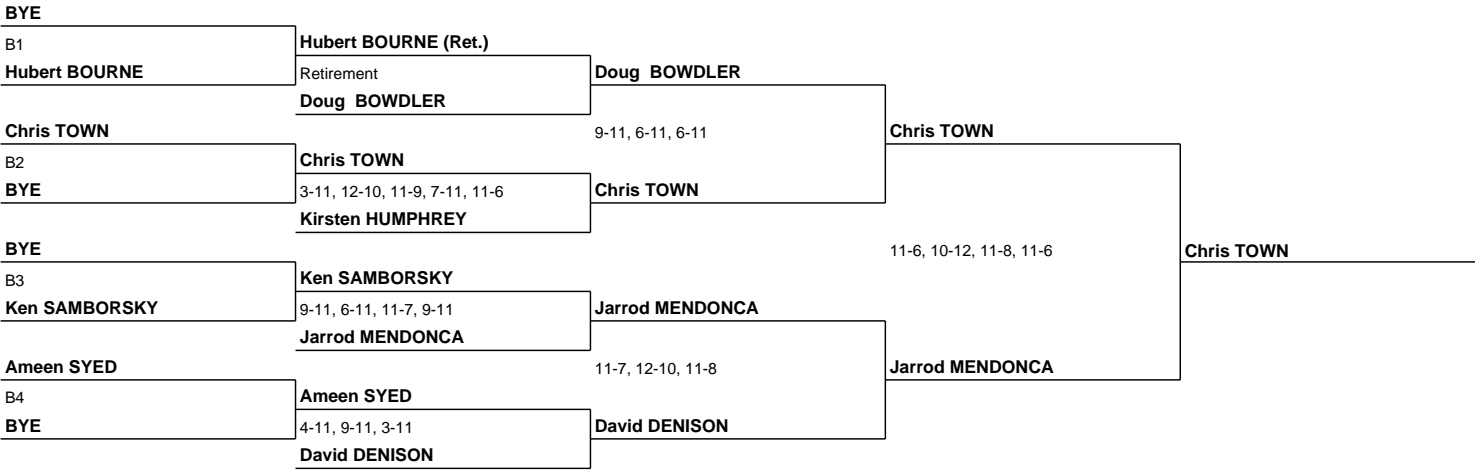 BYE
B1
Hubert BOURNE
Hubert BOURNE (Ret.)
Retirement
Doug BOWDLER
Doug BOWDLER
Chris TOWN
B2
BYE
Chris TOWN
3-11, 12-10, 11-9, 7-11, 11-6
Kirsten HUMPHREY
9-11, 6-11, 6-11
Chris TOWN
Chris TOWN
BYE
B3
Ken SAMBORSKY
Ken SAMBORSKY
9-11, 6-11, 11-7, 9-11
Jarrod MENDONCA
Jarrod MENDONCA
Ameen SYED
B4
BYE
Ameen SYED
4-11, 9-11, 3-11
David DENISON
11-7, 12-10, 11-8
David DENISON
Jarrod MENDONCA
11-6, 10-12, 11-8, 11-6
Chris TOWN